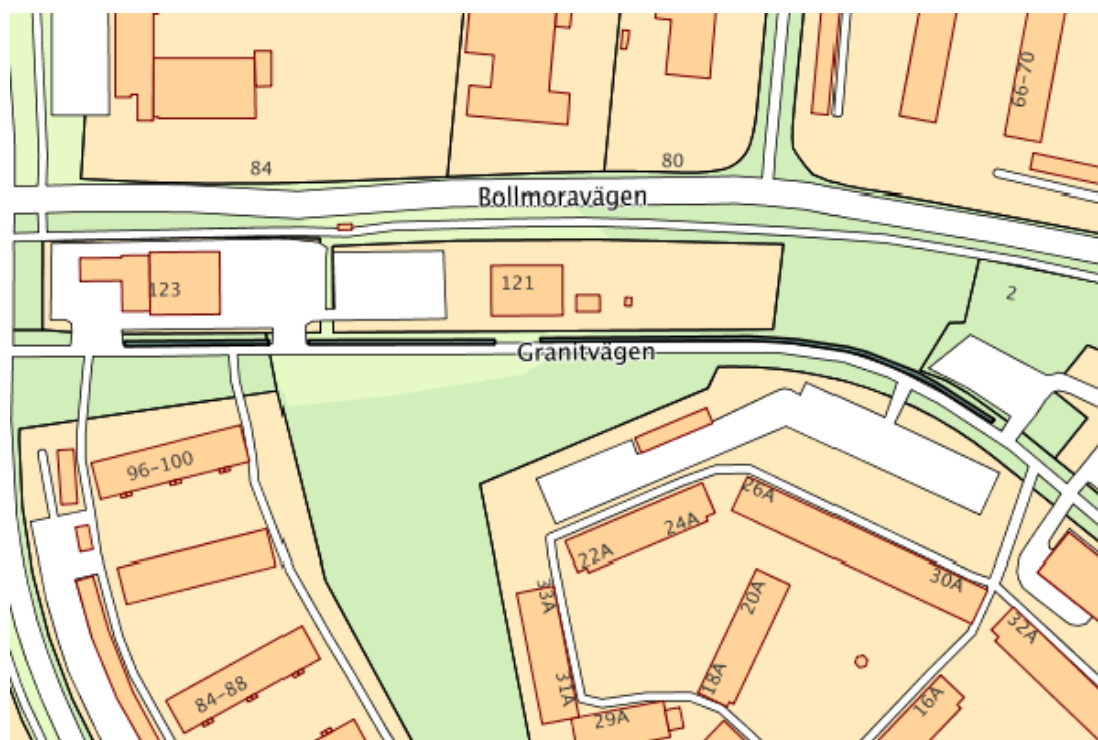 66-70
84
80
Bollmoravägen
123
121
2
Granitvägen
96-100
26A
24A
22A
30A
33A
20A
32A
84-88
31A
18A
16A
29A